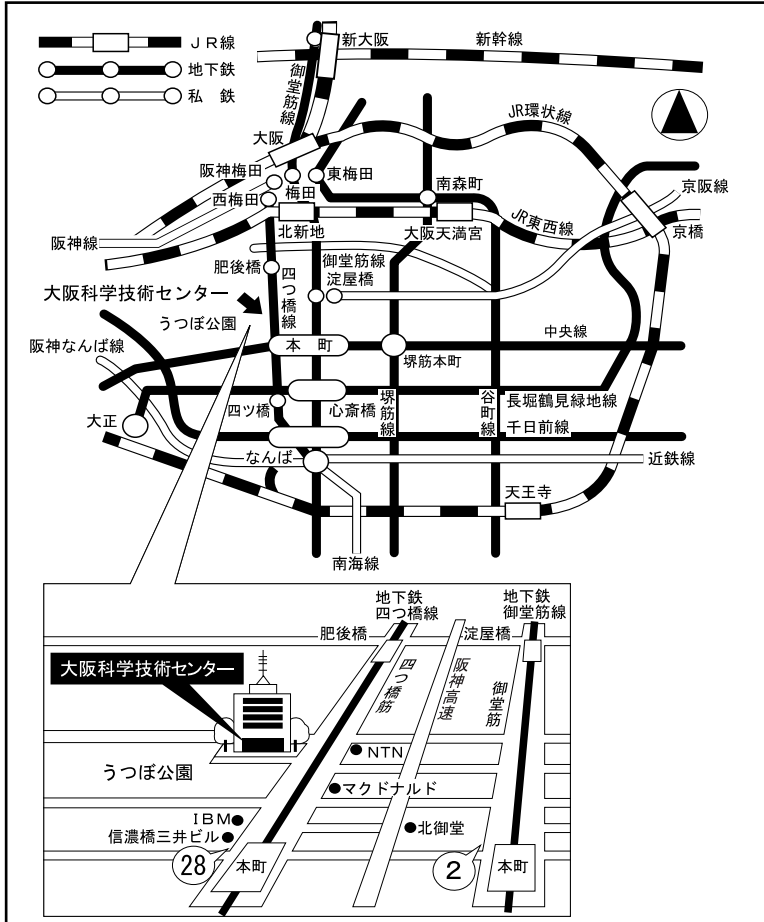 JR線
地下鉄
私 鉄
新大阪
新幹線
御堂筋線
大阪
JR環状線
阪神梅田
東梅田
西梅田
梅田
南森町
京阪線
北新地
大阪天満宮
JR東西線
京橋
阪神線
肥後橋
四つ橋線
御堂筋線
淀屋橋
大阪科学技術センター
うつぼ公園
阪神なんば線
本 町
中央線
堺筋本町
大正
四ツ橋
心斎橋
堺筋線
谷町線
長堀鶴見緑地線
千日前線
なんば
近鉄線
天王寺
南海線
地下鉄
四つ橋線
地下鉄
御堂筋線
肥後橋
淀屋橋
大阪科学技術センター
四つ橋筋
阪神高速
御堂筋
NTN
うつぼ公園
マクドナルド
IBM
信濃橋三井ビル
北御堂
28
本町
2
本町